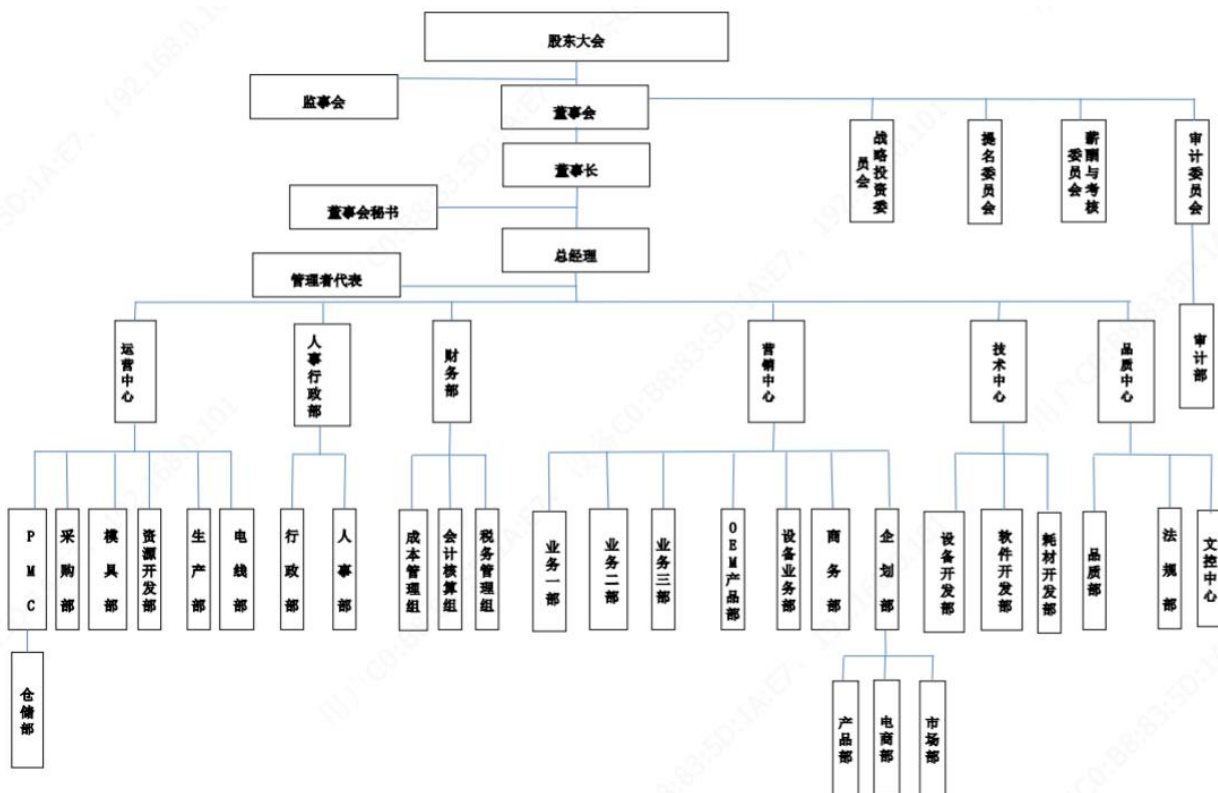 股东大会
监事会
董事会
战略投资委员会
提名委员会
薪酬与考核委员会
审计委员会
董事长
董事会秘书
总经理
管理者代表
运营中心
人事行政部
财务部
营销中心
技术中心
品质中心
审计部
PMC
采购部
模具部
资源开发部
生产部
电线部
行政部
人事部
成本管理组
会计核算组
税务管理组
业务一部
业务二部
业务三部
OEM产品部
设备业务部
商务部
企划部
设备开发部
软件开发部
耗材开发部
品质部
法规部
文控中心
仓储部
产品部
电商部
市场部
192.168.0.101